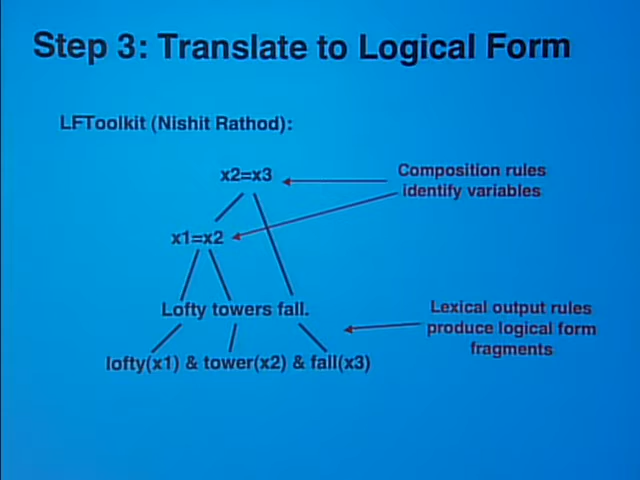 Step 3: Translate to Logical Form
LFToolkit (Nishit Rathod):
x2=x3
Composition rules
identify variables
x1=x2
Lofty towers fall.
Lexical output rules
produce logical form
fragments
lofty(x1) & tower(x2) & fall(x3)